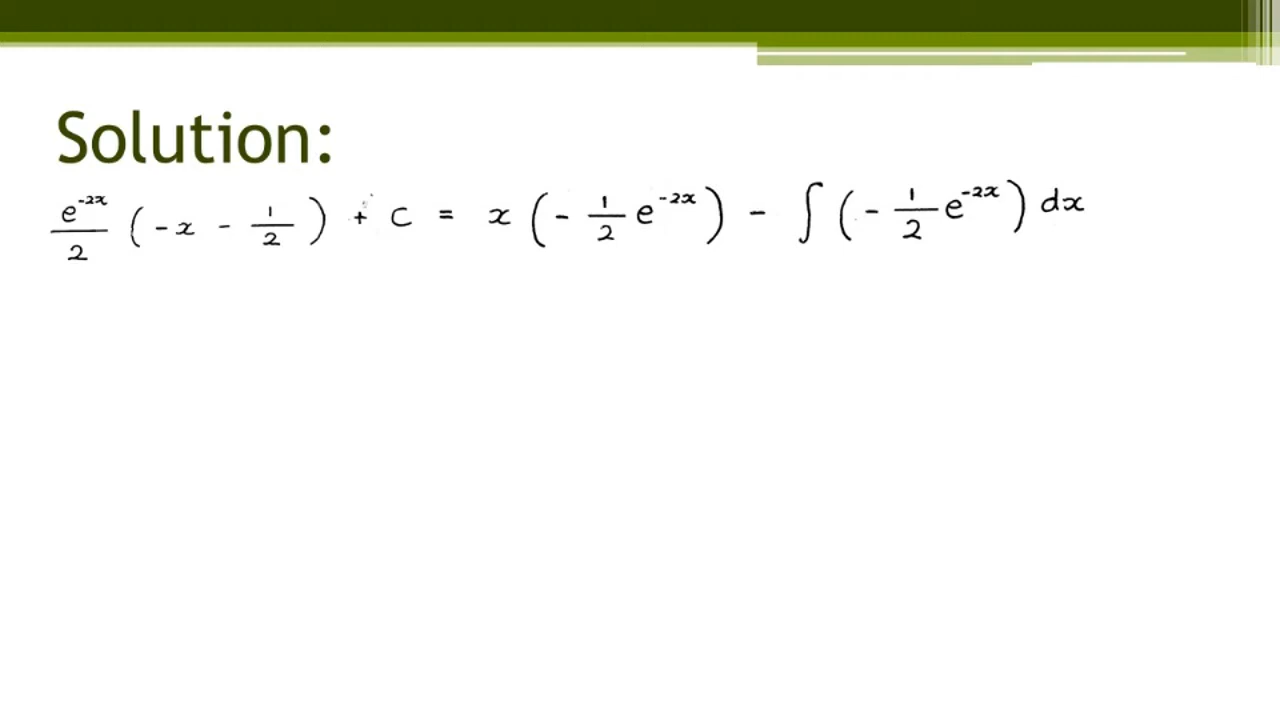 Solution:
e^{-2x}/2 (-x - 1/2) + C = x(-1/2 e^{-2x}) - ∫(-1/2 e^{-2x}) dx